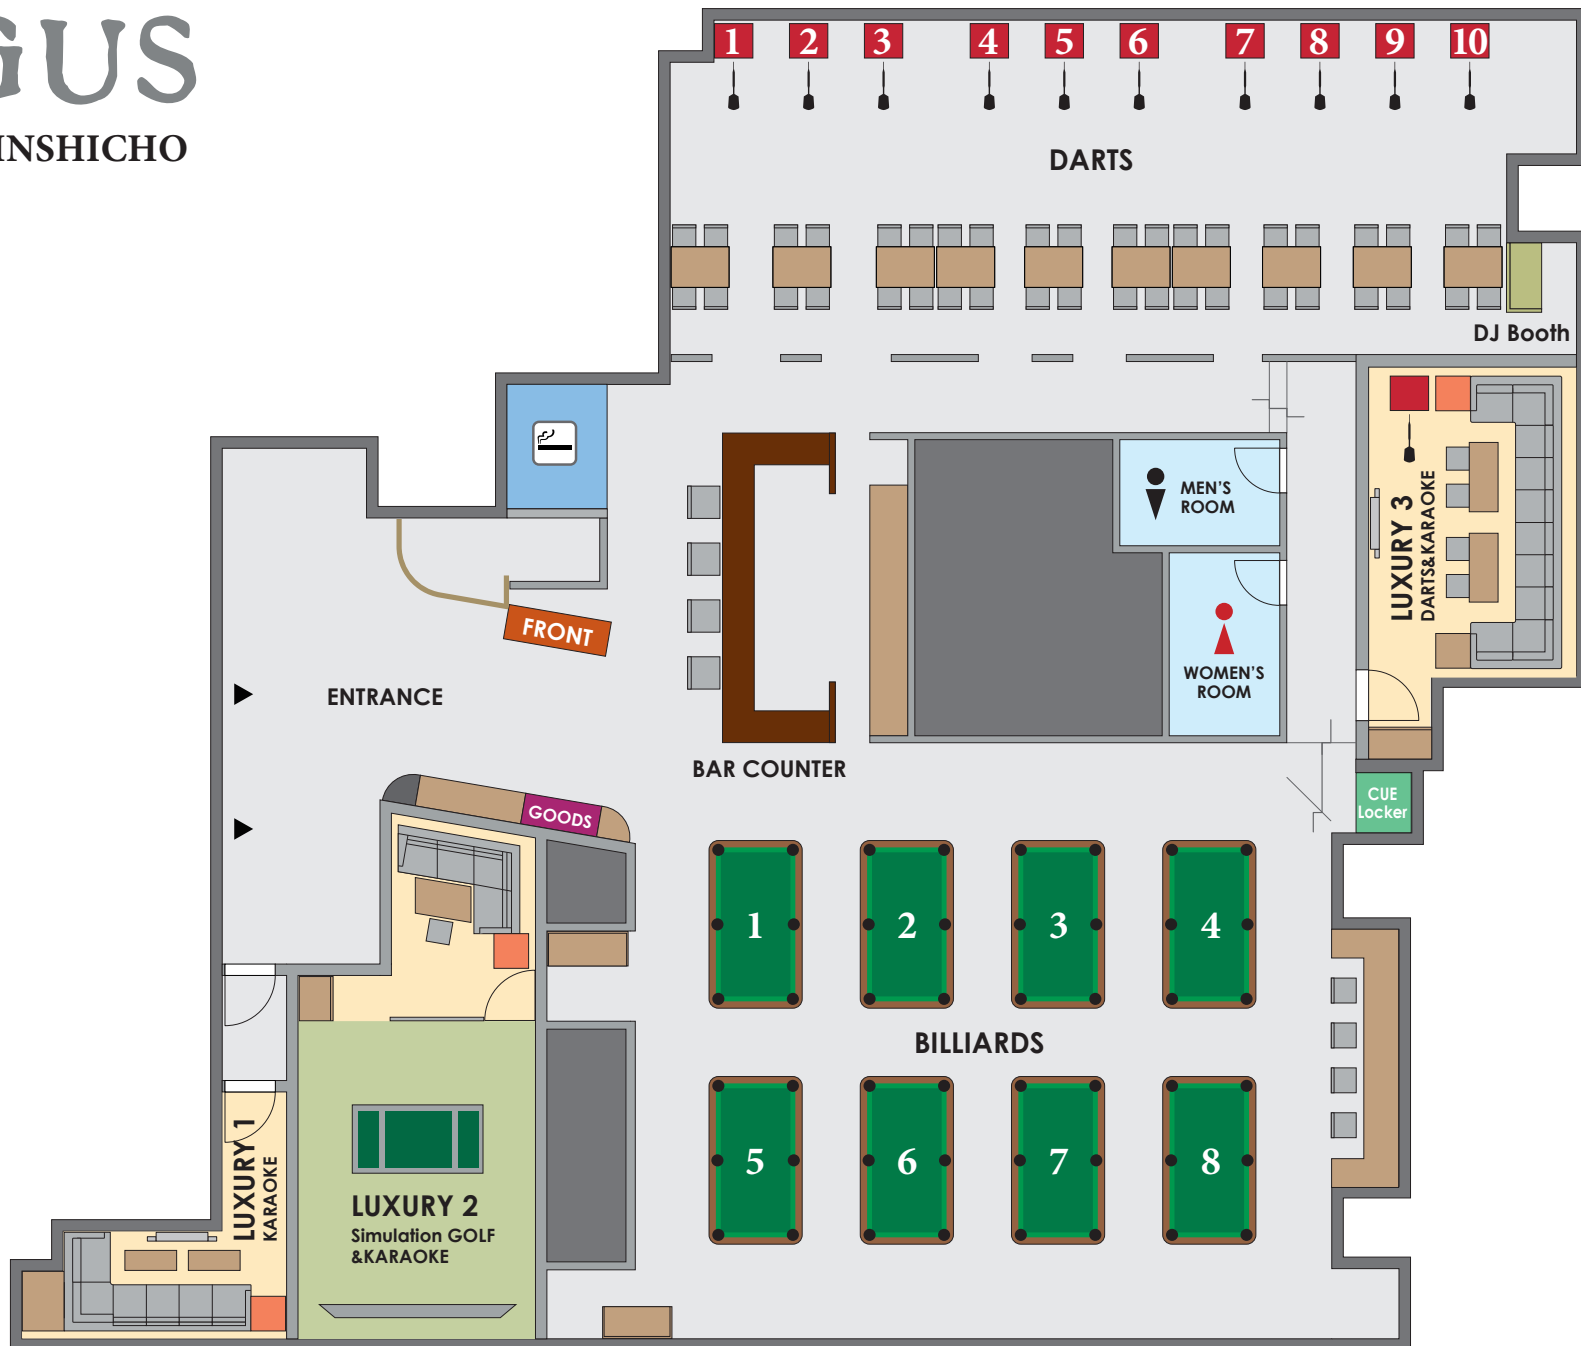 GUS
INSHICHO
1 2 3 4 5 6 7 8 9 10
DARTS
DJ Booth
MEN'S
ROOM
WOMEN'S
ROOM
LUXURY 3
DARTS&KARAOKE
FRONT
ENTRANCE
BAR COUNTER
GOODS
CUE
Locker
1 2 3 4
BILLIARDS
5 6 7 8
LUXURY 1
KARAOKE
LUXURY 2
Simulation GOLF
&KARAOKE